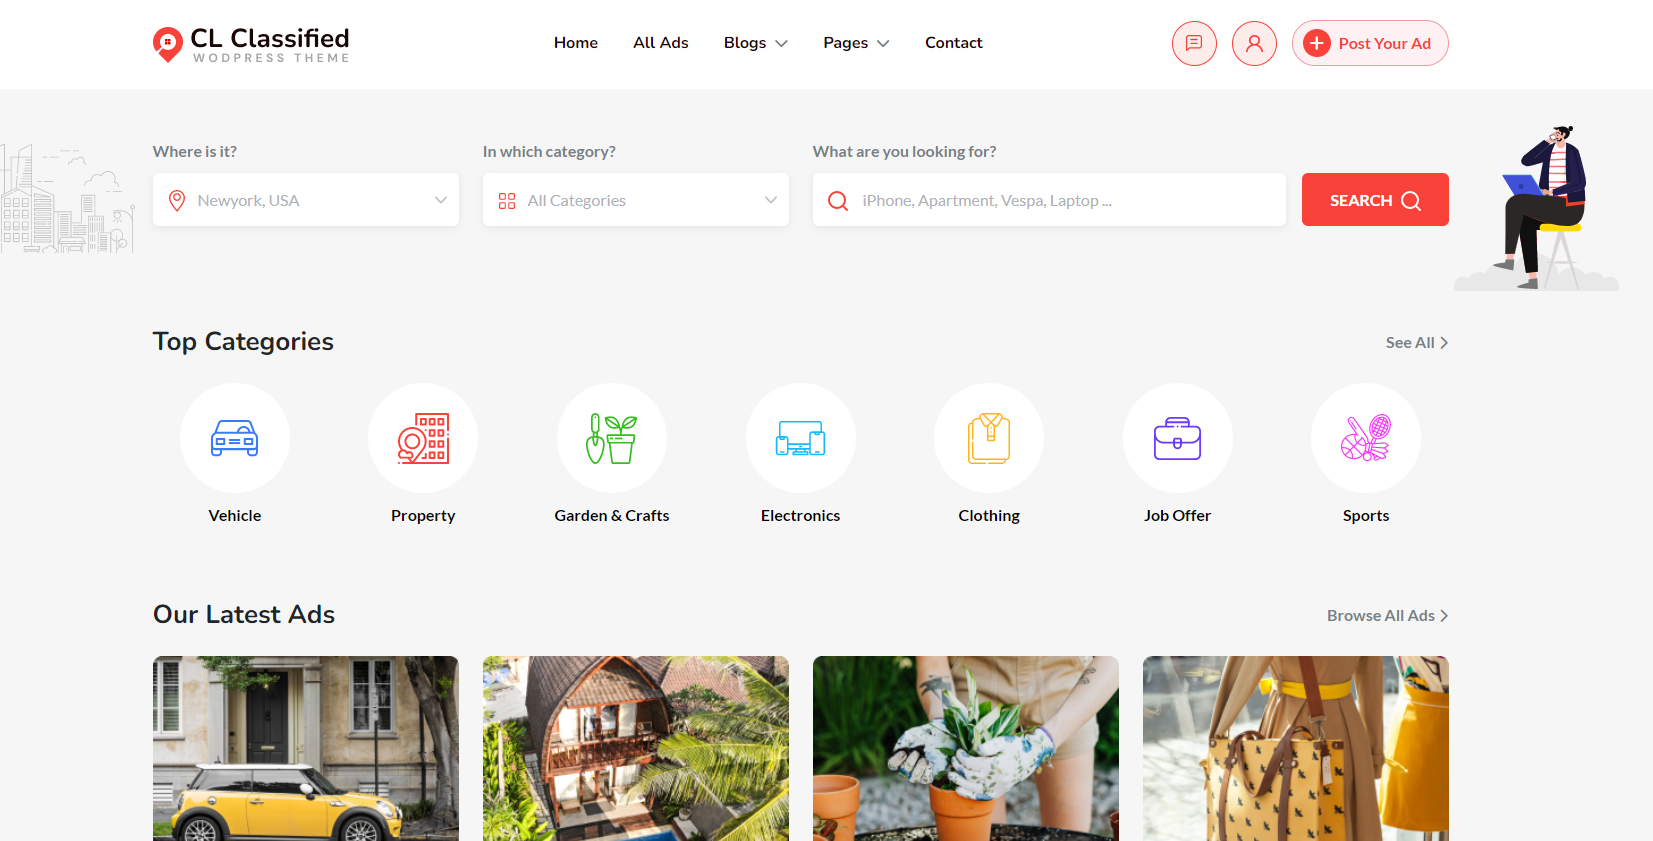 CL Classified
WODPRESS THEME
Home
All Ads
Blogs
Pages
Contact
Post Your Ad
Where is it?
In which category?
What are you looking for?
Newyork, USA
All Categories
iPhone, Apartment, Vespa, Laptop ...
SEARCH
Top Categories
See All
Vehicle
Property
Garden & Crafts
Electronics
Clothing
Job Offer
Sports
Our Latest Ads
Browse All Ads